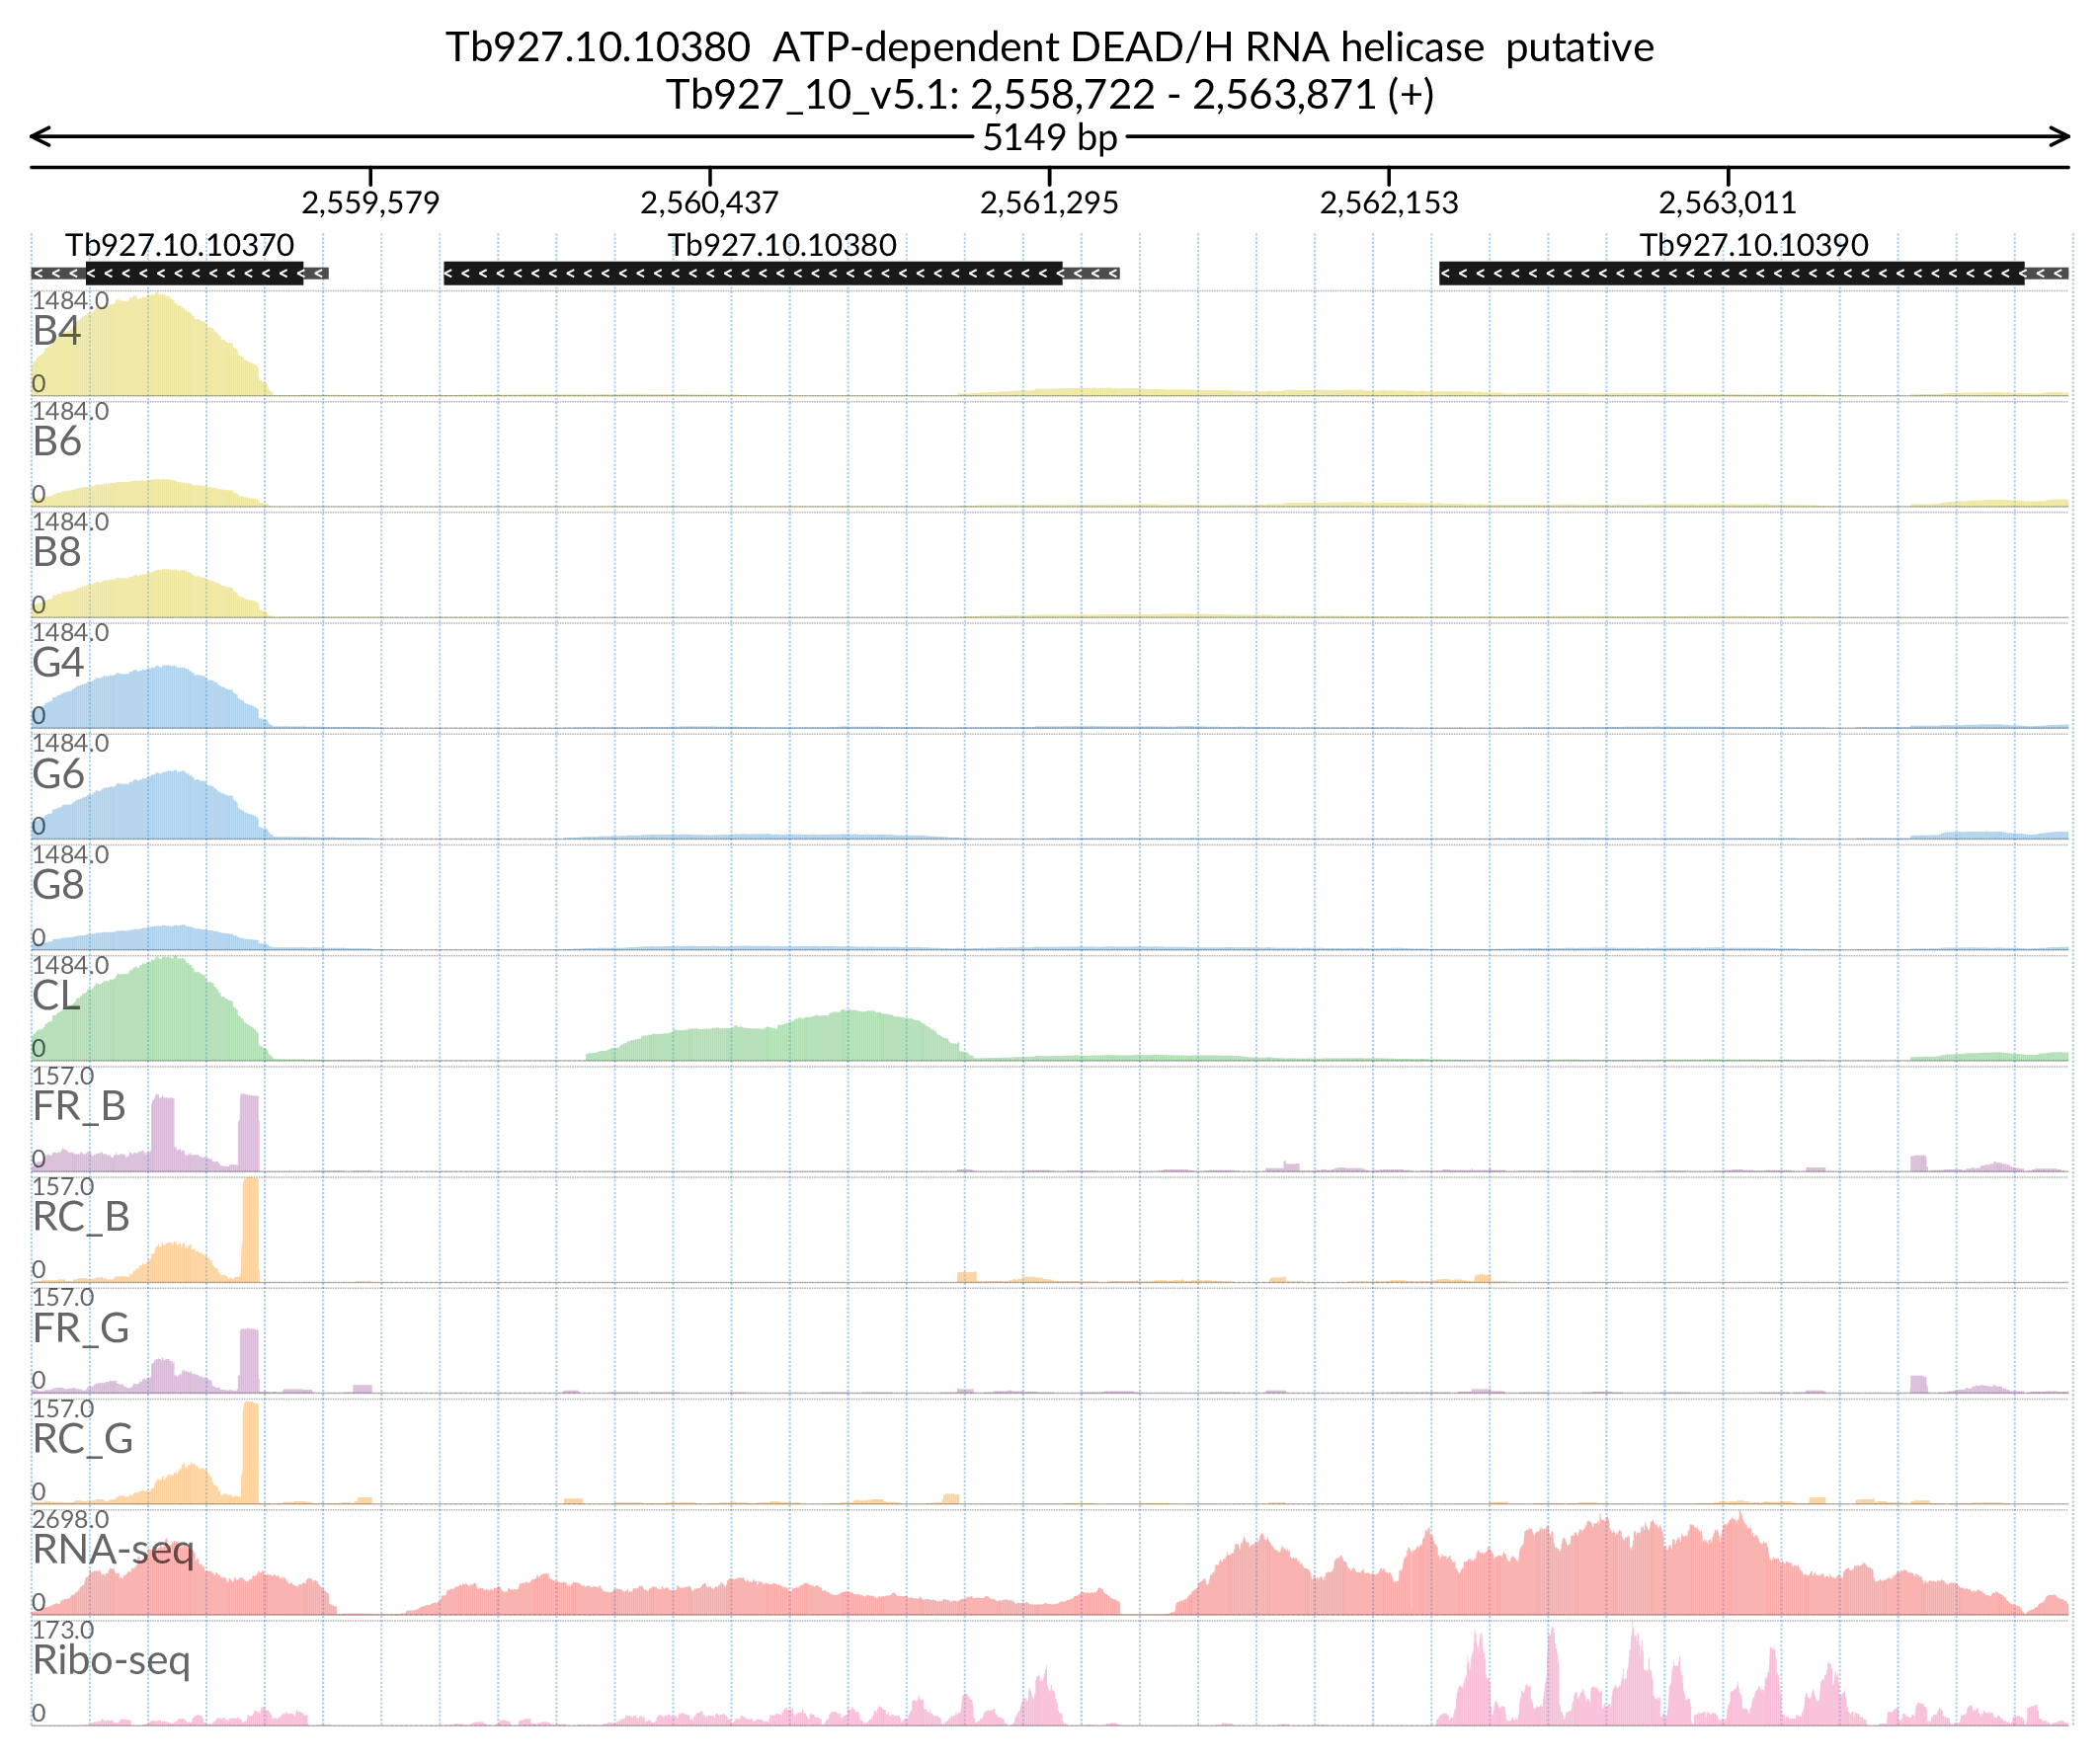 Tb927.10.10380 ATP-dependent DEAD/H RNA helicase putative
Tb927_10_v5.1: 2,558,722 - 2,563,871 (+)
5149 bp
2,559,579 2,560,437 2,561,295 2,562,153 2,563,011
Tb927.10.10370 Tb927.10.10380 Tb927.10.10390
1484.0
B4
0
1484.0
B6
0
1484.0
B8
0
1484.0
G4
0
1484.0
G6
0
1484.0
G8
0
1484.0
CL
0
157.0
FR_B
0
157.0
RC_B
0
157.0
FR_G
0
157.0
RC_G
0
2698.0
RNA-seq
0
173.0
Ribo-seq
0